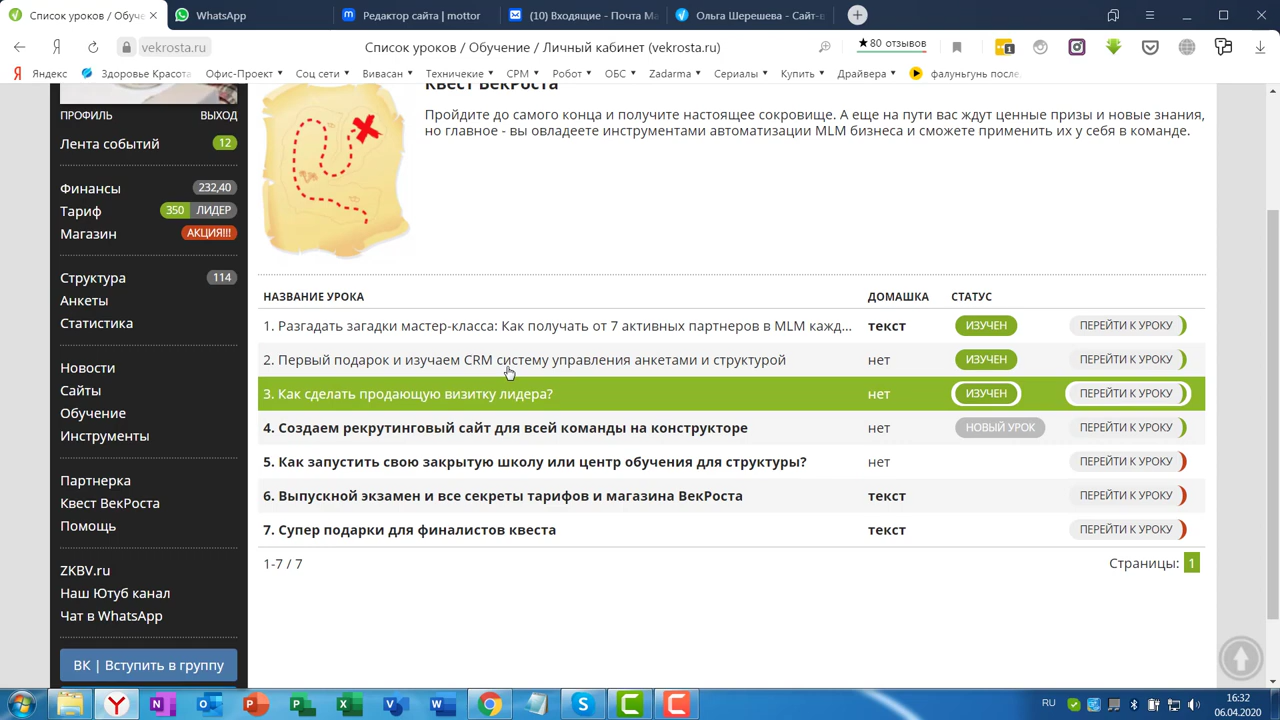 Список уроков / Обуче
WhatsApp
Редактор сайта | mottor
(10) Входящие - Почта Ma
Ольга Шерешева - Сайт-в
vekrosta.ru
Список уроков / Обучение / Личный кабинет (vekrosta.ru)
★80 отзывов
Яндекс
Здоровье Красота
Офис-Проект
Соц сети
Вивасан
Техничекие
СРМ
Робот
ОБС
Zadarma
Сериалы
Купить
Драйвера
фалуньгунь после.
ПРОФИЛЬ
ВЫХОД
Лента событий 12
Финансы 232,40
Тариф 350 ЛИДЕР
Магазин АКЦИЯ!!!
Структура 114
Анкеты
Статистика
Новости
Сайты
Обучение
Инструменты
Партнерка
Квест ВекРоста
Помощь
ZKBV.ru
Наш Ютуб канал
Чат в WhatsApp
ВК | Вступить в группу
Квест ВекРоста
Пройдите до самого конца и получите настоящее сокровище. А еще на пути вас ждут ценные призы и новые знания,
но главное - вы овладеете инструментами автоматизации MLM бизнеса и сможете применить их у себя в команде.
НАЗВАНИЕ УРОКА ДОМАШКА СТАТУС
1. Разгадать загадки мастер-класса: Как получать от 7 активных партнеров в MLM кажд... текст ИЗУЧЕН ПЕРЕЙТИ К УРОКУ
2. Первый подарок и изучаем CRM систему управления анкетами и структурой нет ИЗУЧЕН ПЕРЕЙТИ К УРОКУ
3. Как сделать продающую визитку лидера? нет ИЗУЧЕН ПЕРЕЙТИ К УРОКУ
4. Создаем рекрутинговый сайт для всей команды на конструкторе нет НОВЫЙ УРОК ПЕРЕЙТИ К УРОКУ
5. Как запустить свою закрытую школу или центр обучения для структуры? нет ПЕРЕЙТИ К УРОКУ
6. Выпускной экзамен и все секреты тарифов и магазина ВекРоста текст ПЕРЕЙТИ К УРОКУ
7. Супер подарки для финалистов квеста текст ПЕРЕЙТИ К УРОКУ
1-7 / 7
Страницы: 1
RU
16:32
06.04.2020